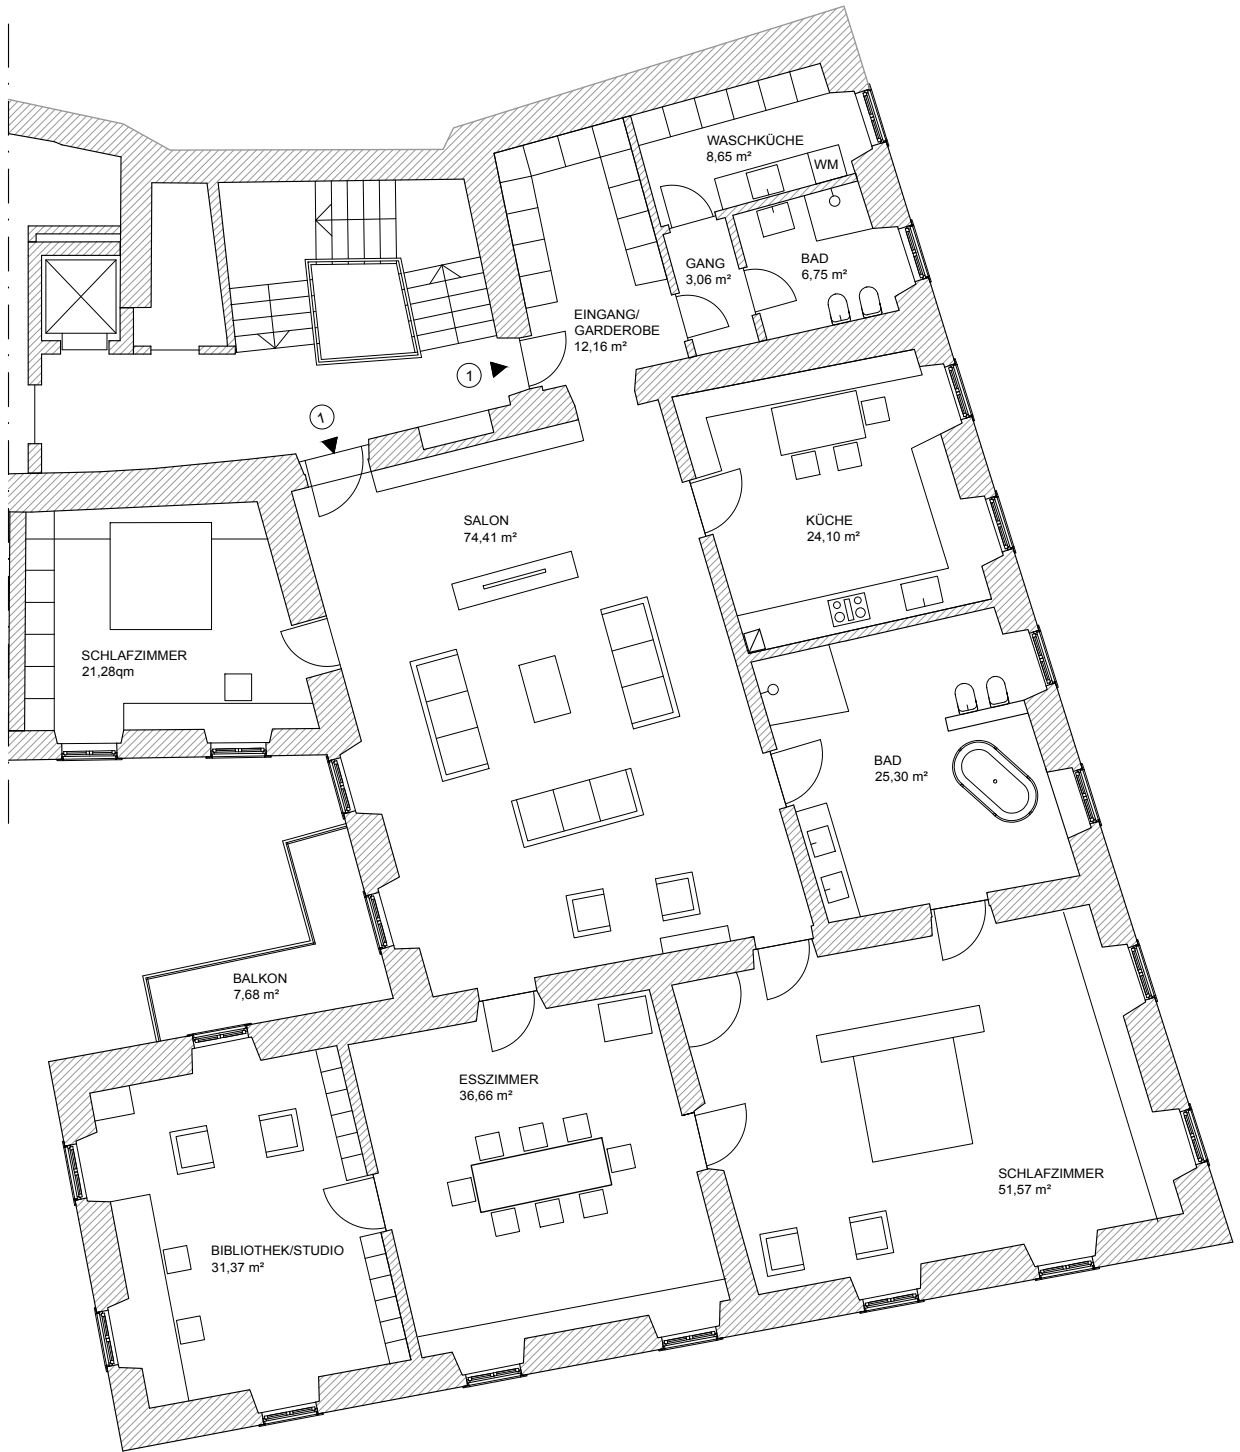 WASCHKÜCHE
8,65 m²
WM
GANG
3,06 m²
BAD
6,75 m²
EINGANG/
GARDEROBE
12,16 m²
1
1
SALON
74,41 m²
KÜCHE
24,10 m²
SCHLAFZIMMER
21,28qm
BAD
25,30 m²
BALKON
7,68 m²
ESSZIMMER
36,66 m²
SCHLAFZIMMER
51,57 m²
BIBLIOTHEK/STUDIO
31,37 m²